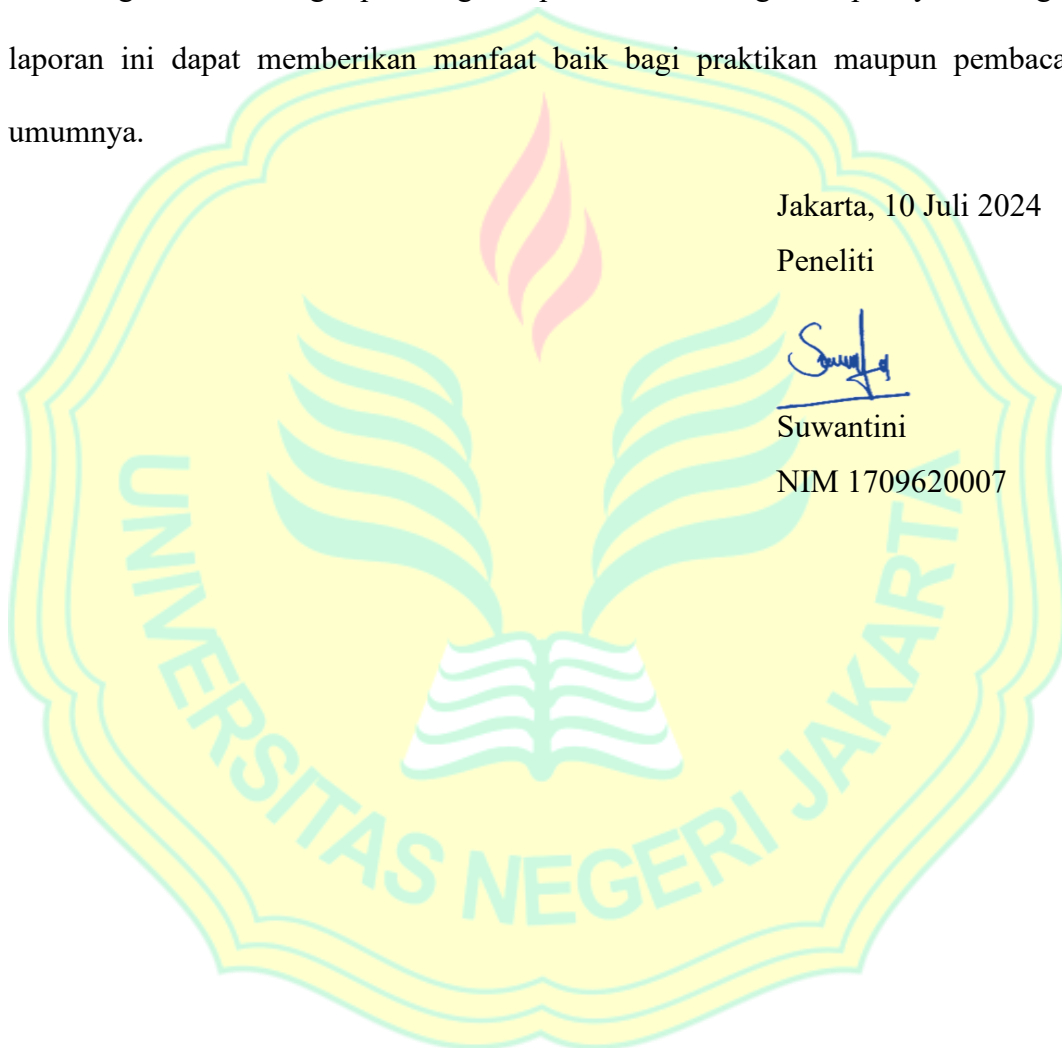 laporan ini dapat memberikan manfaat baik bagi praktikan maupun pembaca
umumnya.
Jakarta, 10 Juli 2024
Peneliti
Suwantini
NIM 1709620007
UNIVERSITAS NEGERI JAKARTA